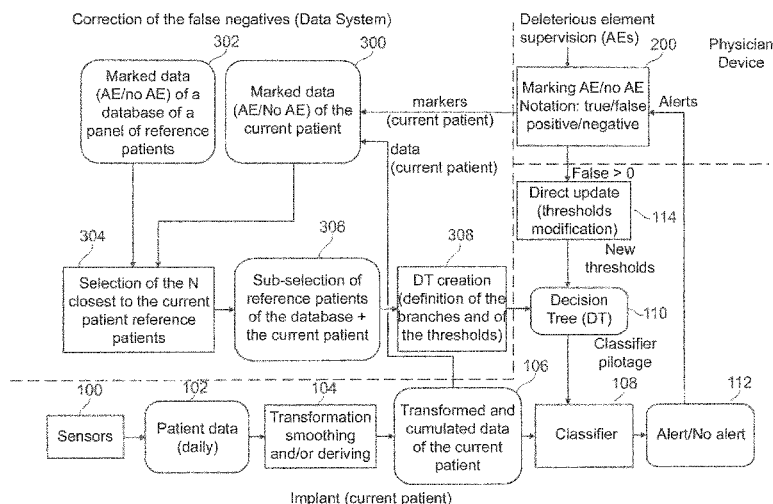 Correction of the false negatives (Data System)
Deleterious element
supervision (AEs)
Physician
Device
302
300
200
Marked data
(AE/no AE) of a
database of a
panel of reference
patients
Marked data
(AE/No AE) of the
current patient
markers
(current patient)
Marking AE/no AE
Notation: true/false
positive/negative
Alerts
data
(current patient)
False > 0
Direct update
(thresholds
modification)
114
304
306
308
New
thresholds
Selection of the N
closest to the current
patient reference
patients
Sub-selection of
reference patients
of the database +
the current patient
DT creation
(definition of the
branches and of
the thresholds)
Decision
Tree (DT)
110
Classifier
pilotage
100
102
104
106
108
112
Sensors
Patient data
(daily)
Transformation
smoothing
and/or deriving
Transformed and
cumulated data
of the current
patient
Classifier
Alert/No alert
Implant (current patient)